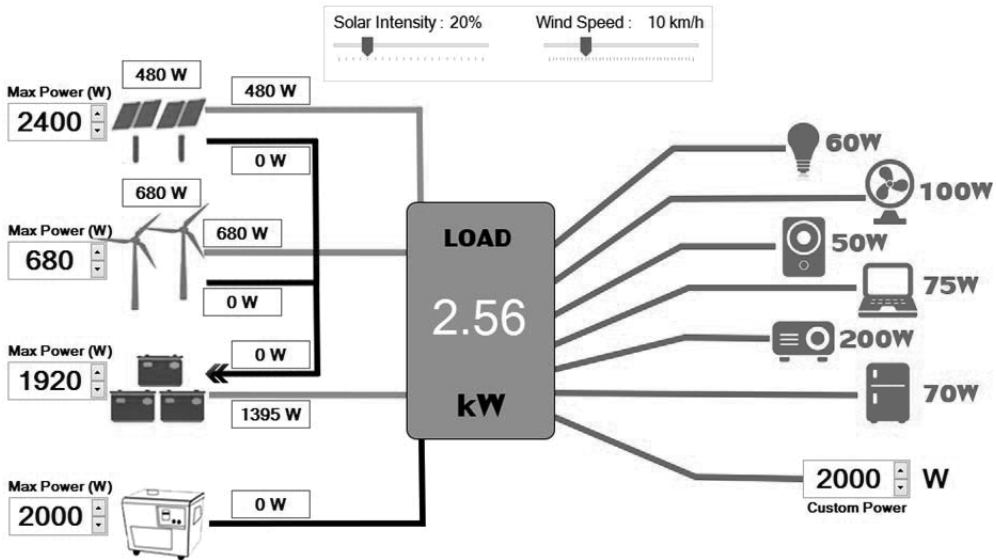 Solar Intensity : 20% Wind Speed : 10 km/h
480 W
Max Power (W)
2400
480 W
0 W
680 W
Max Power (W)
680
680 W
0 W
Max Power (W)
1920
0 W
1395 W
Max Power (W)
2000
0 W
LOAD
2.56
kW
60W
100W
50W
75W
200W
70W
2000 W
Custom Power